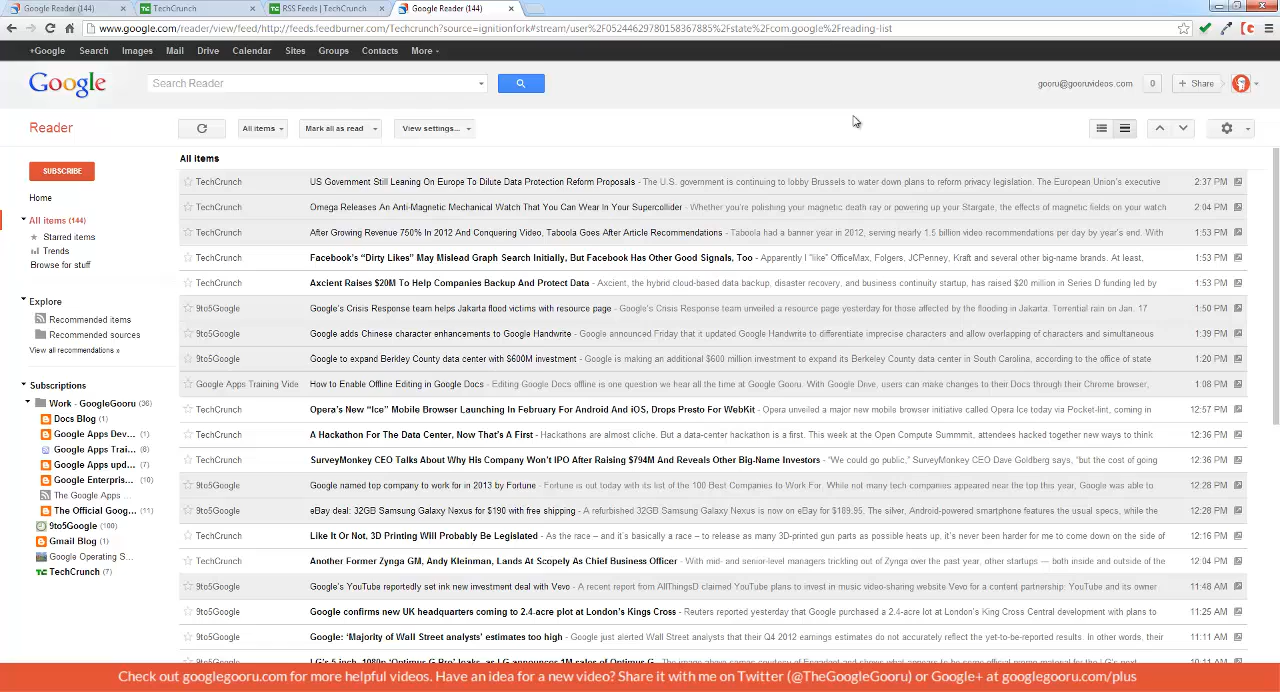 Google Reader (144) TechCrunch RSS Feeds | TechCrunch Google Reader (144)
www.google.com/reader/view/feed/http://feeds.feedburner.com/Techcrunch?source=ignitionfork#stream/user%2F05244629780158367885%2Fstate%2Fcom.google%2Freading-list
+Google Search Images Mail Drive Calendar Sites Groups Contacts More
Google Search Reader gooru@gooruvideos.com 0 + Share
Reader All items Mark all as read View settings...
All items
SUBSCRIBE
Home
All items (144)
Starred items
Trends
Browse for stuff
Explore
Recommended items
Recommended sources
View all recommendations »
Subscriptions
Work - GoogleGooru (36)
Docs Blog (1)
Google Apps Dev... (1)
Google Apps Trai... (6)
Google Apps upd... (7)
Google Enterpris... (10)
The Google Apps ...
The Official Goog... (11)
9to5Google (100)
Gmail Blog (1)
Google Operating S...
TechCrunch (7)
TechCrunch US Government Still Leaning On Europe To Dilute Data Protection Reform Proposals - The U.S. government is continuing to lobby Brussels to water down plans to reform privacy legislation. The European Union's executive 2:37 PM
TechCrunch Omega Releases An Anti-Magnetic Mechanical Watch That You Can Wear In Your Supercollider - Whether you're polishing your magnetic death ray or powering up your Stargate, the effects of magnetic fields on your watch 2:04 PM
TechCrunch After Growing Revenue 750% In 2012 And Conquering Video, Taboola Goes After Article Recommendations - Taboola had a banner year in 2012, serving nearly 1.5 billion video recommendations per day by year's end. With 1:53 PM
TechCrunch Facebook's “Dirty Likes” May Mislead Graph Search Initially, But Facebook Has Other Good Signals, Too - Apparently I “like” OfficeMax, Folgers, JCPenney, Kraft and several other big-name brands. At least, 1:53 PM
TechCrunch Axcient Raises $20M To Help Companies Backup And Protect Data - Axcient, the hybrid cloud-based data backup, disaster recovery, and business continuity startup, has raised $20 million in Series D funding led by 1:53 PM
9to5Google Google's Crisis Response team helps Jakarta flood victims with resource page - Google's Crisis Response team unveiled a resource page yesterday for those affected by the flooding in Jakarta. Torrential rain on Jan. 17 1:50 PM
9to5Google Google adds Chinese character enhancements to Google Handwrite - Google announced Friday that it updated Google Handwrite to differentiate imprecise characters and allow overlapping of characters and simultaneous 1:39 PM
9to5Google Google to expand Berkley County data center with $600M investment - Google is making an additional $600 million investment to expand its Berkeley County data center in South Carolina, according to the office of state 1:20 PM
Google Apps Training Vide How to Enable Offline Editing in Google Docs - Editing Google Docs offline is one question we hear all the time at Google Gooru. With Google Drive, users can make changes to their Docs through their Chrome browser, 1:08 PM
TechCrunch Opera's New “Ice” Mobile Browser Launching In February For Android And iOS, Drops Presto For WebKit - Opera unveiled a major new mobile browser initiative called Opera Ice today via Pocket-lint, coming in 12:57 PM
TechCrunch A Hackathon For The Data Center, Now That's A First - Hackathons are almost cliche. But a data-center hackathon is a first. This week at the Open Compute Summmit, attendees hacked together new ways to think 12:36 PM
TechCrunch SurveyMonkey CEO Talks About Why His Company Won't IPO After Raising $794M And Reveals Other Big-Name Investors - “We could go public,” SurveyMonkey CEO Dave Goldberg says, “but the cost of going 12:36 PM
9to5Google Google named top company to work for in 2013 by Fortune - Fortune is out today with its list of the 100 Best Companies to Work For. While not many tech companies appeared near the top this year, Google was able to 12:28 PM
9to5Google eBay deal: 32GB Samsung Galaxy Nexus for $190 with free shipping - A refurbished 32GB Samsung Galaxy Nexus is now on eBay for $189.95. The silver, Android-powered smartphone features the usual specs, while the 12:28 PM
TechCrunch Like It Or Not, 3D Printing Will Probably Be Legislated - As the race – and it's basically a race – to release as many 3D-printed gun parts as possible heats up, it's never been harder for me to come down on the side of 12:16 PM
TechCrunch Another Former Zynga GM, Andy Kleinman, Lands At Scopely As Chief Business Officer - With mid- and senior-level managers trickling out of Zynga over the past year, other startups — both inside and outside of 12:04 PM
9to5Google Google's YouTube reportedly set ink new investment deal with Vevo - A recent report from AllThingsD claimed YouTube plans to invest in music video-sharing website Vevo for a content partnership: YouTube and its owner 11:48 AM
9to5Google Google confirms new UK headquarters coming to 2.4-acre plot at London's Kings Cross - Reuters reported yesterday that Google purchased a 2.4-acre lot at London's King Cross Central development with plans to 11:25 AM
9to5Google Google: ‘Majority of Wall Street analysts’ estimates too high - Google just alerted Wall Street analysts that their Q4 2012 earnings estimates do not accurately reflect the yet-to-be-reported results. In other words, their 11:11 AM
Check out googlegooru.com for more helpful videos. Have an idea for a new video? Share it with me on Twitter (@TheGoogleGooru) or Google+ at googlegooru.com/plus